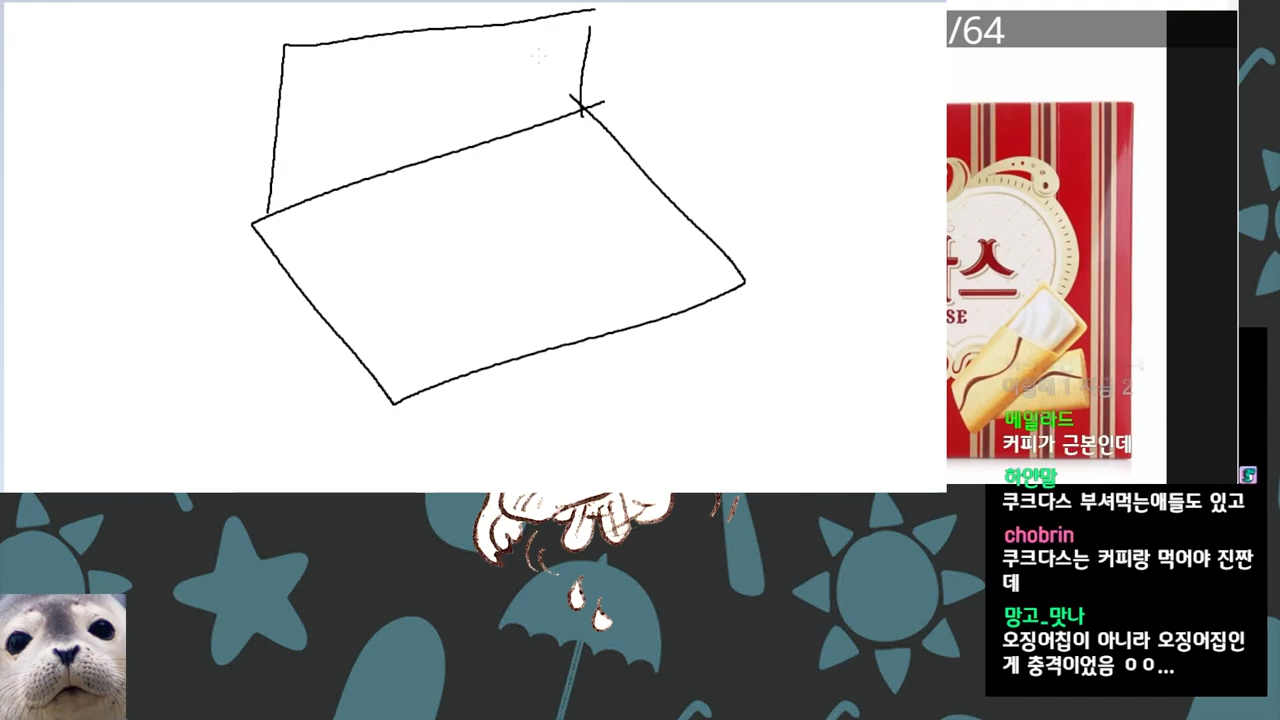 /64
스
SE
메일라드
커피가 근본인데
하얀말
쿠크다스 부셔먹는애들도 있고
chobrin
쿠크다스는 커피랑 먹어야 진짠
데
망고_맛나
오징어칩이 아니라 오징어집인
게 충격이었음 ㅇㅇ...